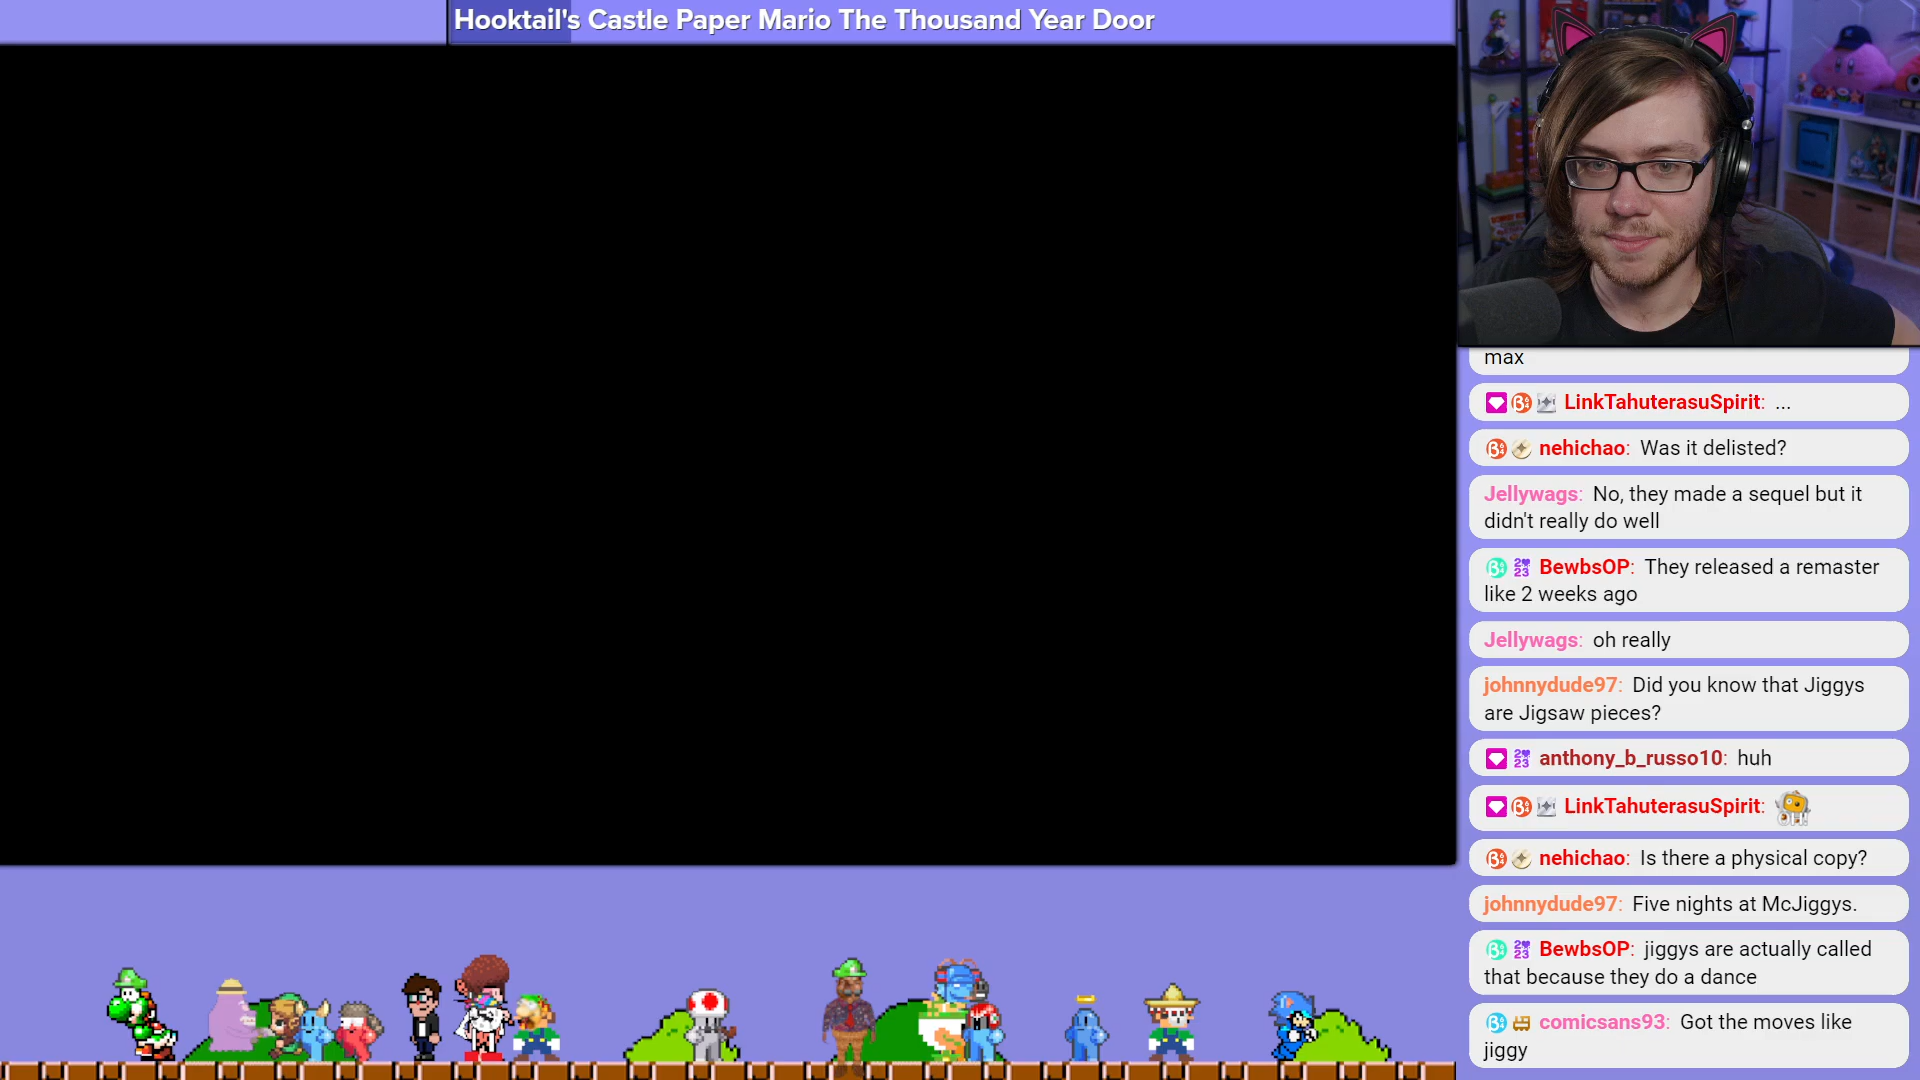 Hooktail's Castle Paper Mario The Thousand Year Door
max
LinkTahuterasuSpirit: ...
nehichao: Was it delisted?
Jellywags: No, they made a sequel but it
didn't really do well
BewbsOP: They released a remaster
like 2 weeks ago
Jellywags: oh really
johnnydude97: Did you know that Jiggys
are Jigsaw pieces?
anthony_b_russo10: huh
LinkTahuterasuSpirit:
nehichao: Is there a physical copy?
johnnydude97: Five nights at McJiggys.
BewbsOP: jiggys are actually called
that because they do a dance
comicsans93: Got the moves like
jiggy